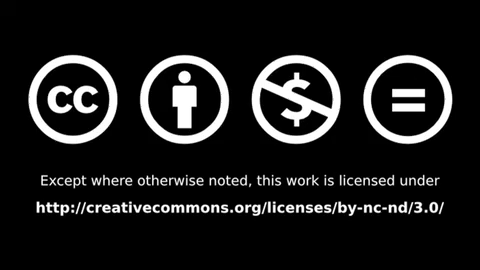 cc
$
=
Except where otherwise noted, this work is licensed under
http://creativecommons.org/licenses/by-nc-nd/3.0/